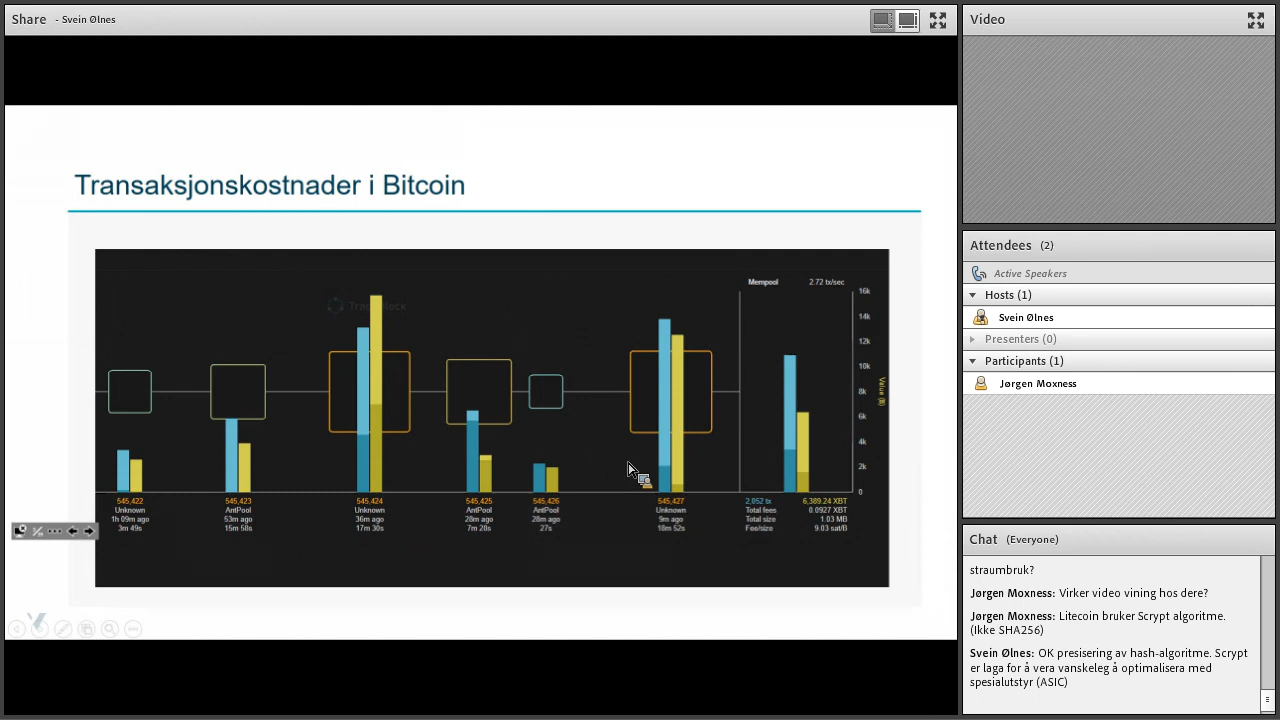 Share - Svein Ølnes
Transaksjonskostnader i Bitcoin
Mempool 2.72 tx/sec
16k
14k
12k
10k
8k
6k
4k
2k
0
Value (Ƀ)
545,422
Unknown
1h 09m ago
3m 49s
545,423
AntPool
53m ago
15m 50s
545,424
Unknown
36m ago
17m 30s
545,425
AntPool
28m ago
7m 20s
545,426
AntPool
28m ago
27s
545,427
Unknown
9m ago
18m 52s
2,052 tx 6,389.24 XBT
Total fees 0.0927 XBT
Total size 1.03 MB
Fee/size 9.03 sat/B
Video
Attendees (2)
Active Speakers
Hosts (1)
Svein Ølnes
Presenters (0)
Participants (1)
Jørgen Moxness
Chat (Everyone)
straumbruk?
Jørgen Moxness: Virker video vining hos dere?
Jørgen Moxness: Litecoin bruker Scrypt algoritme.
(Ikke SHA256)
Svein Ølnes: OK presisering av hash-algoritme. Scrypt
er laga for å vera vanskeleg å optimalisera med
spesialutstyr (ASIC)